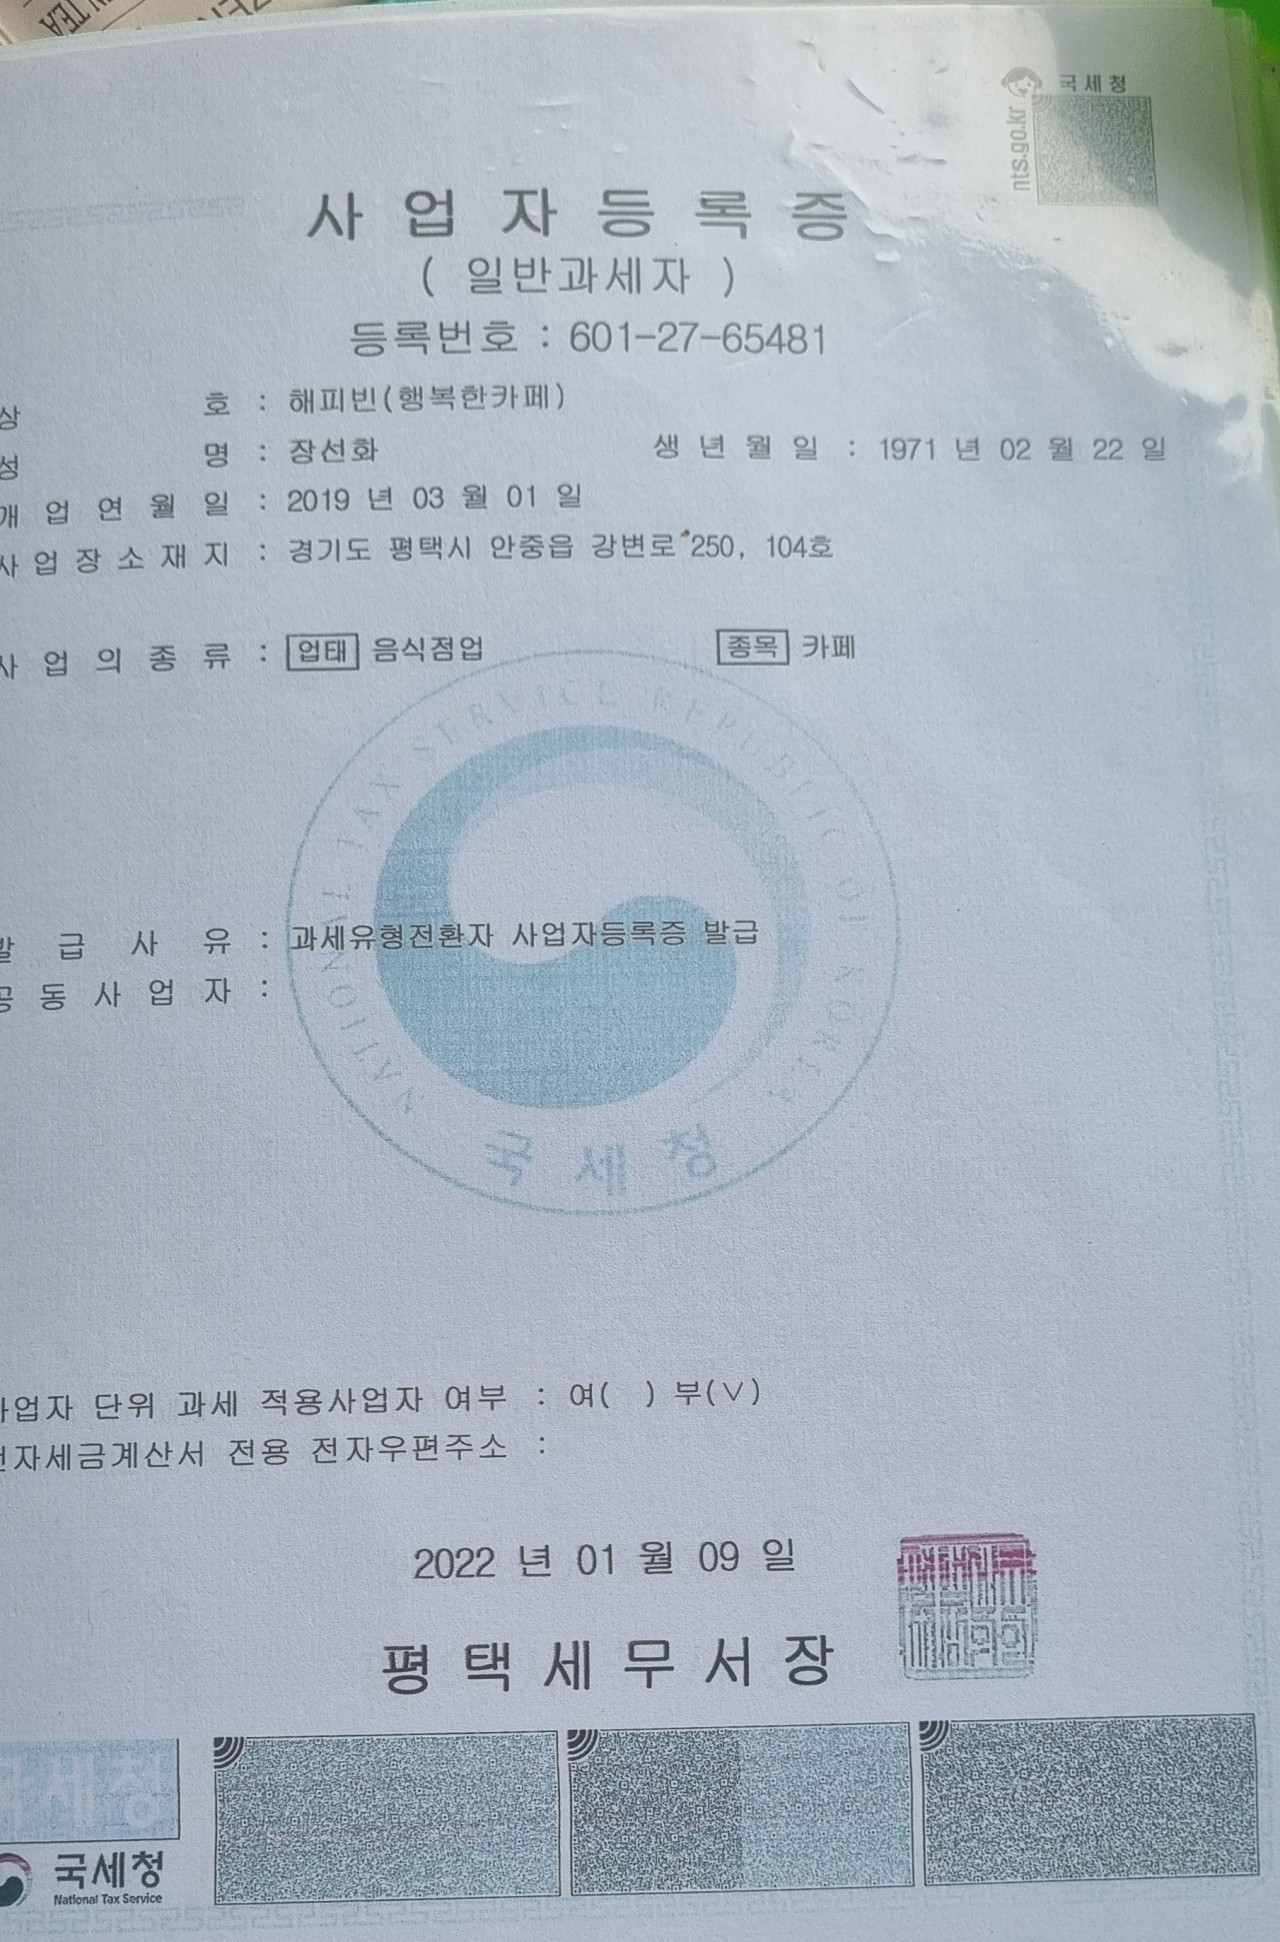 TEA
국세청
nts.go.kr
사업자등록증
( 일반과세자 )
등록번호 : 601-27-65481
상 호 : 해피빈(행복한카페)
성 명 : 장선화 생 년 월 일 : 1971 년 02 월 22 일
개 업 연 월 일 : 2019 년 03 월 01 일
사 업 장 소 재 지 : 경기도 평택시 안중읍 강변로 250, 104호
사 업 의 종 류 : 업태 음식점업 종목 카페
NATIONAL TAX SERVICE REPUBLIC OF KOREA
발 급 사 유 : 과세유형전환자 사업자등록증 발급
공 동 사 업 자 :
국세청
사업자 단위 과세 적용사업자 여부 : 여( ) 부(∨)
전자세금계산서 전용 전자우편주소 :
2022 년 01 월 09 일
평택세무서장
국세청
국세청
National Tax Service